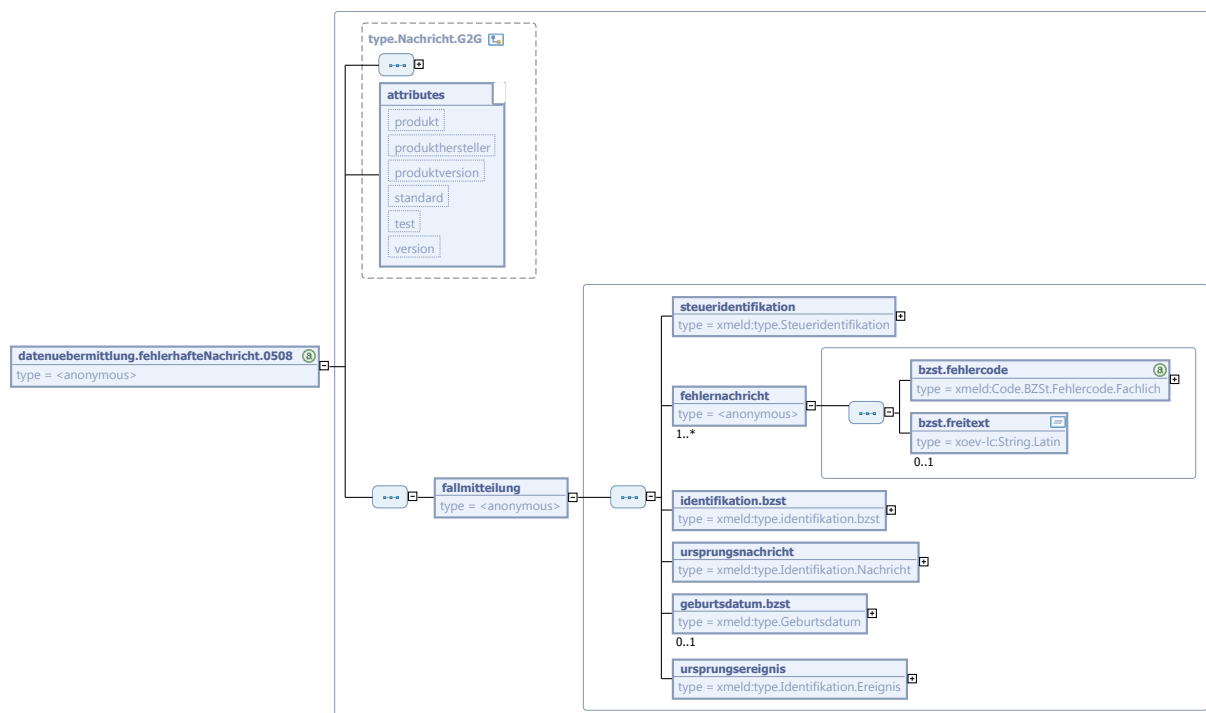 type.Nachricht.G2G
attributes
produkt
produkthersteller
produktversion
standard
test
version
datenuebermittlung.fehlerhafteNachricht.0508
type = <anonymous>
fallmitteilung
type = <anonymous>
steueridentifikation
type = xmeld:type.Steueridentifikation
fehlernachricht
type = <anonymous>
1..*
bzst.fehlercode
type = xmeld:Code.BZSt.Fehlercode.Fachlich
bzst.freitext
type = xoev-lc:String.Latin
0..1
identifikation.bzst
type = xmeld:type.identifikation.bzst
ursprungsnachricht
type = xmeld:type.Identifikation.Nachricht
geburtsdatum.bzst
type = xmeld:type.Geburtsdatum
0..1
ursprungsereignis
type = xmeld:type.Identifikation.Ereignis